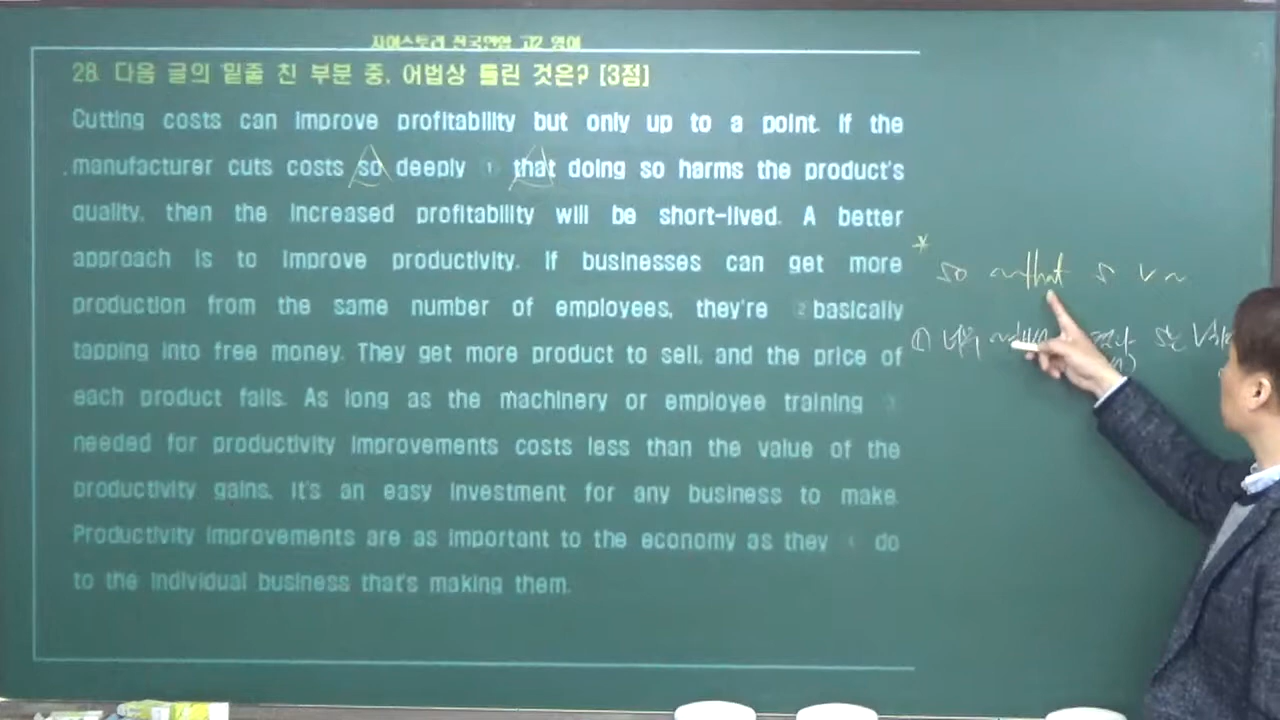 자이스토리 전국연합 고2 영어
28. 다음 글의 밑줄 친 부분 중, 어법상 틀린 것은? [3점]
Cutting costs can improve profitability but only up to a point. If the
manufacturer cuts costs so deeply ① that doing so harms the product's
quality, then the increased profitability will be short-lived. A better
approach is to improve productivity. If businesses can get more
production from the same number of employees, they're ② basically
tapping into free money. They get more product to sell, and the price of
each product falls. As long as the machinery or employee training ③
needed for productivity improvements costs less than the value of the
productivity gains, it's an easy investment for any business to make.
Productivity improvements are as important to the economy as they ④ do
to the individual business that's making them.
* so ~ that S V ~
①